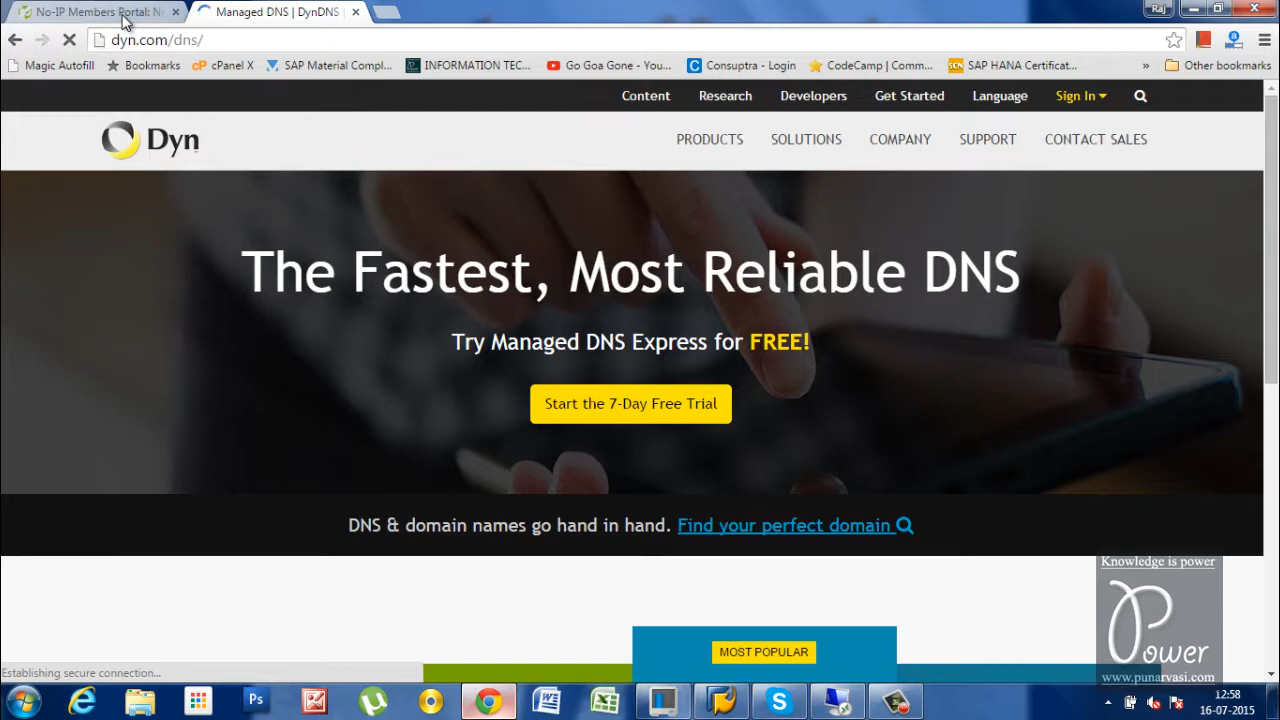 No-IP Members Portal: N
Managed DNS | DynDNS |
Raj
dyn.com/dns/
Magic Autofill
Bookmarks
cP cPanel X
SAP Material Compl...
INFORMATION TEC...
Go Goa Gone - You...
Consuptra - Login
CodeCamp | Comm...
SCN SAP HANA Certificat...
»
Other bookmarks
Content Research Developers Get Started Language Sign In
Dyn
PRODUCTS SOLUTIONS COMPANY SUPPORT CONTACT SALES
The Fastest, Most Reliable DNS
Try Managed DNS Express for FREE!
Start the 7-Day Free Trial
DNS & domain names go hand in hand. Find your perfect domain
Knowledge is power
Power
www.punarvasi.com
MOST POPULAR
Establishing secure connection...
Ps
12:58
16-07-2015